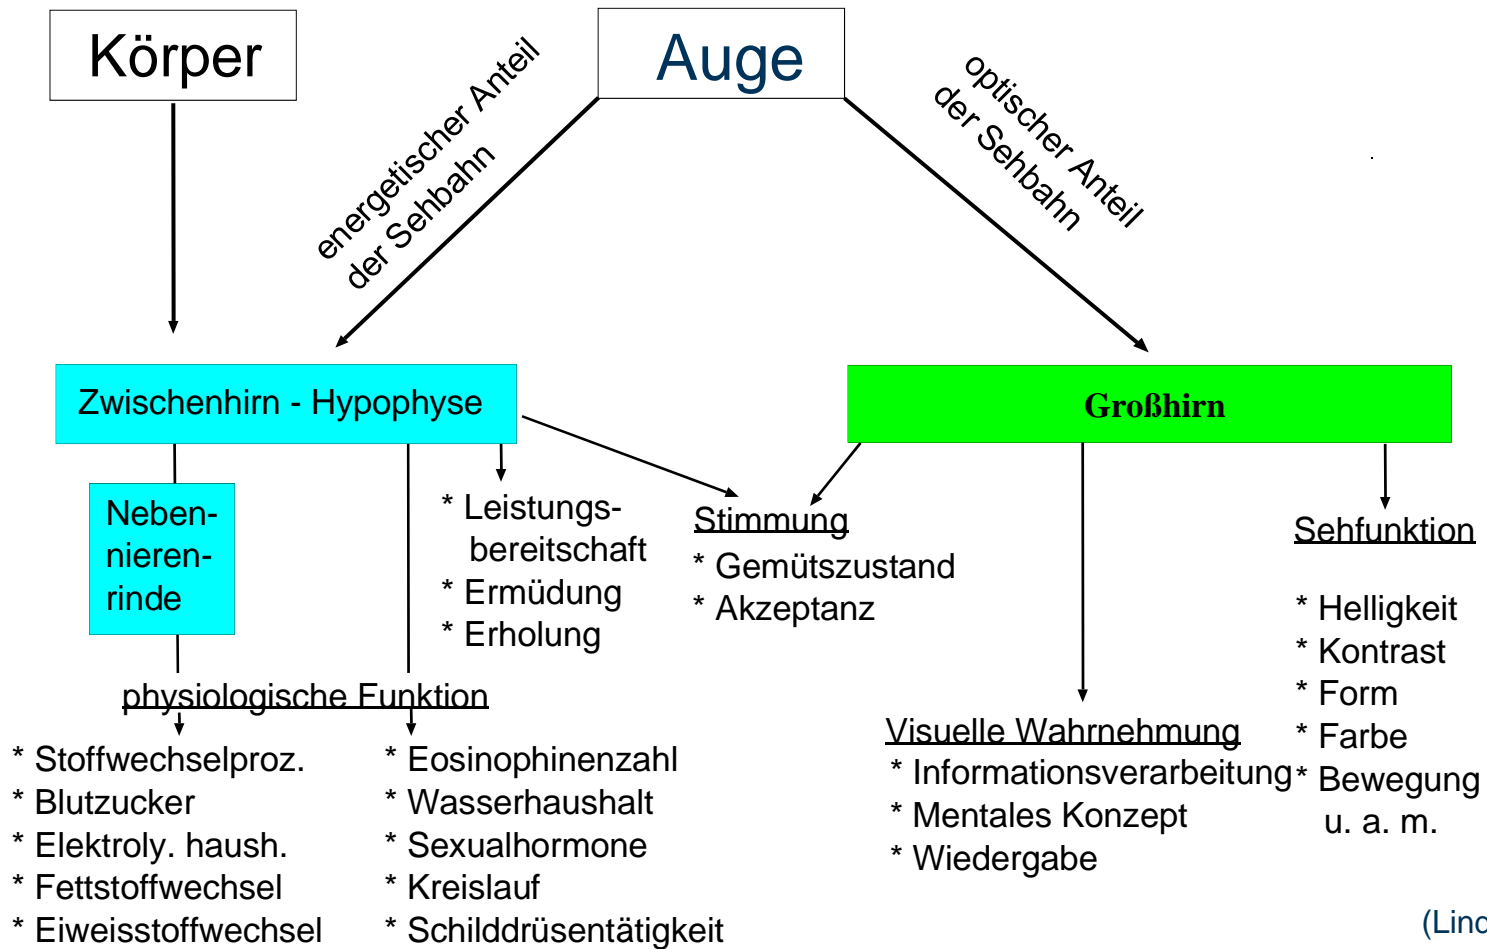 Körper
Auge
energetischer Anteil
der Sehbahn
optischer Anteil
der Sehbahn
Zwischenhirn - Hypophyse
Großhirn
Neben-
nieren-
rinde
* Leistungs-
bereitschaft
* Ermüdung
* Erholung
Stimmung
* Gemütszustand
* Akzeptanz
Sehfunktion
* Helligkeit
* Kontrast
* Form
* Farbe
* Bewegung
u. a. m.
physiologische Funktion
* Stoffwechselproz.
* Blutzucker
* Elektroly. haush.
* Fettstoffwechsel
* Eiweisstoffwechsel
* Eosinophinenzahl
* Wasserhaushalt
* Sexualhormone
* Kreislauf
* Schilddrüsentätigkeit
Visuelle Wahrnehmung
* Informationsverarbeitung
* Mentales Konzept
* Wiedergabe